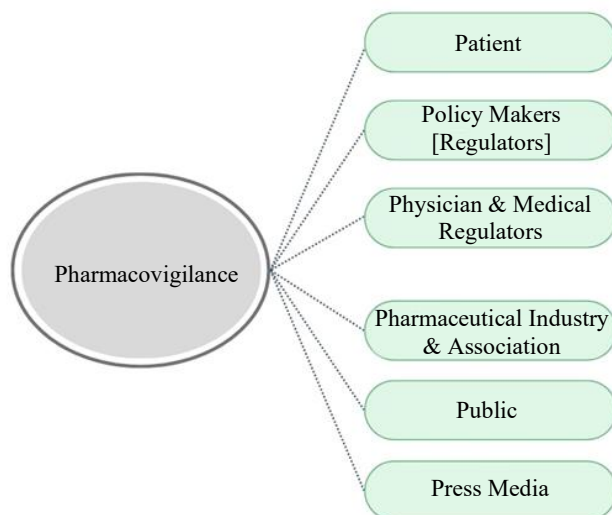 Patient
Policy Makers
[Regulators]
Physician & Medical
Regulators
Pharmacovigilance
Pharmaceutical Industry
& Association
Public
Press Media